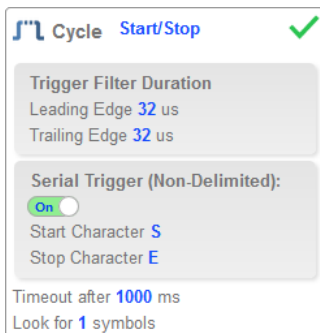 Cycle Start/Stop
Trigger Filter Duration
Leading Edge 32 us
Trailing Edge 32 us
Serial Trigger (Non-Delimited):
On
Start Character S
Stop Character E
Timeout after 1000 ms
Look for 1 symbols